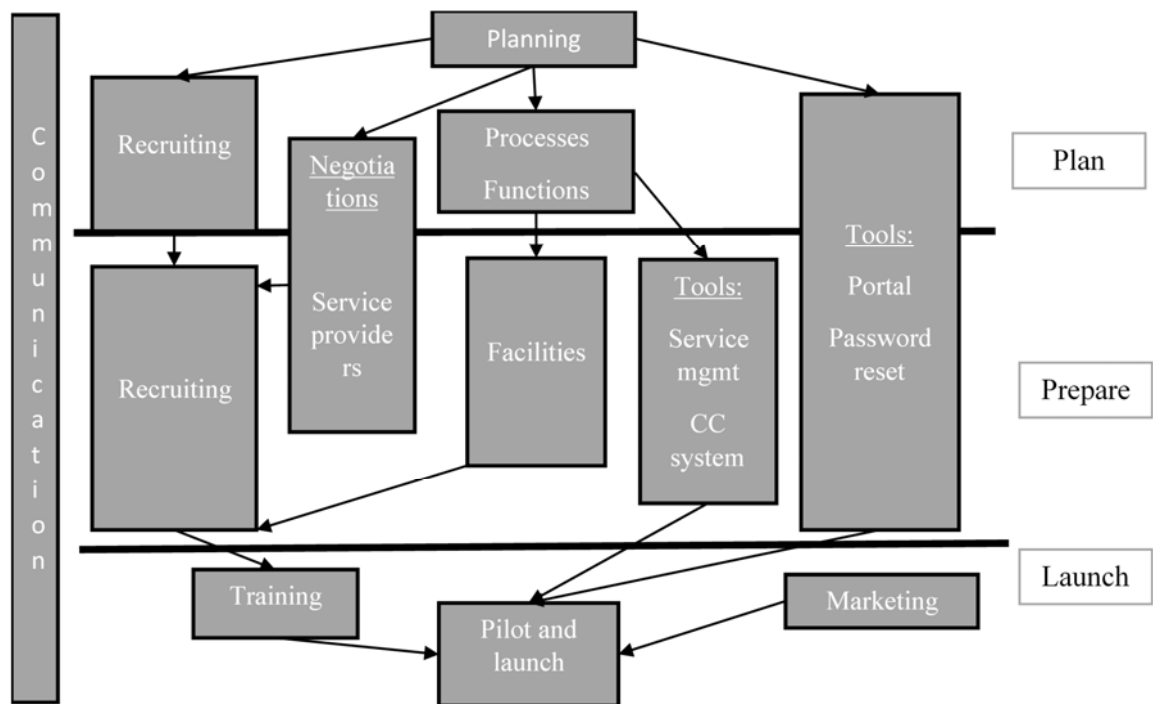 Communication
Planning
Recruiting
Negotia
tions
Service
provide
rs
Processes
Functions
Tools:
Portal
Password
reset
Plan
Recruiting
Facilities
Tools:
Service
mgmt
CC
system
Prepare
Training
Pilot and
launch
Marketing
Launch